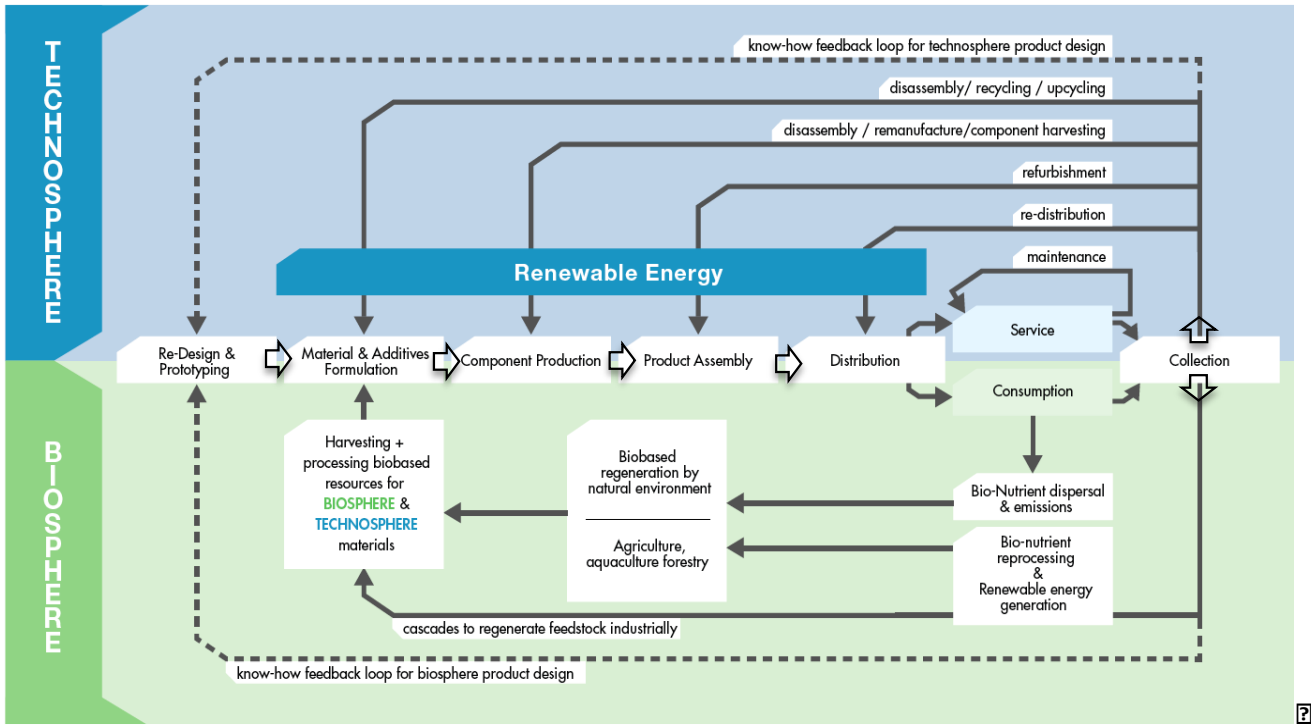 TECHNOSPHERE
know-how feedback loop for technosphere product design
disassembly/ recycling / upcycling
disassembly / remanufacture/component harvesting
refurbishment
re-distribution
maintenance
Renewable Energy
Re-Design &
Prototyping
Material & Additives
Formulation
Component Production
Product Assembly
Distribution
Service
Consumption
Collection
BIOSPHERE
Harvesting +
processing biobased
resources for
BIOSPHERE &
TECHNOSPHERE
materials
Biobased
regeneration by
natural environment
Agriculture,
aquaculture forestry
Bio-Nutrient dispersal
& emissions
Bio-nutrient
reprocessing
&
Renewable energy
generation
cascades to regenerate feedstock industrially
know-how feedback loop for biosphere product design
?